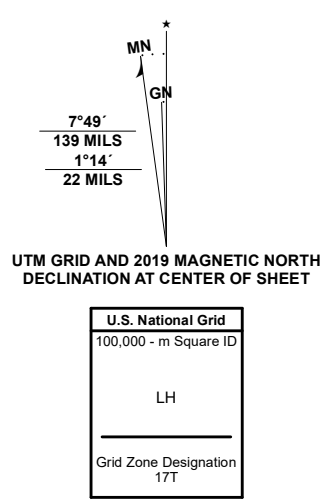 ★
MN
GN
7°49´
139 MILS
1°14´
22 MILS
UTM GRID AND 2019 MAGNETIC NORTH
DECLINATION AT CENTER OF SHEET
U.S. National Grid
100,000 - m Square ID
LH
Grid Zone Designation
17T